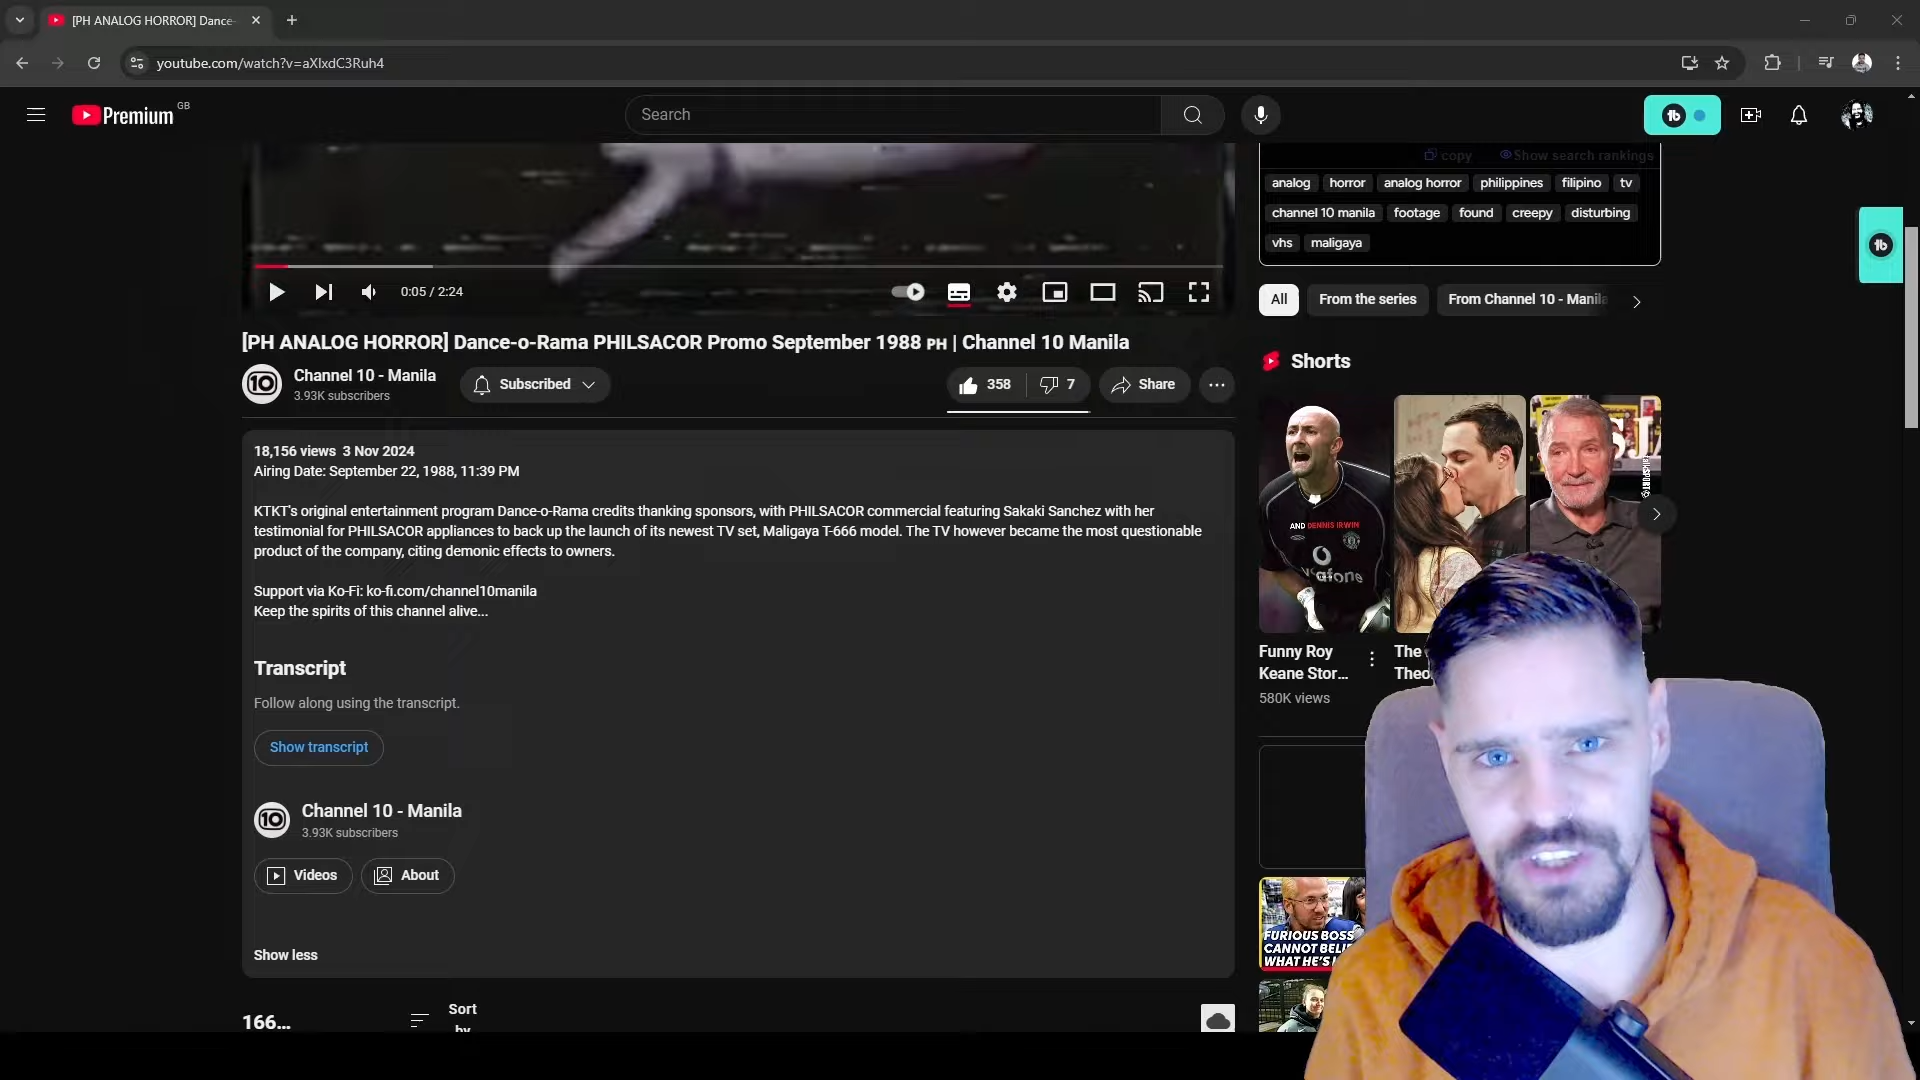 [PH ANALOG HORROR] Dance-
youtube.com/watch?v=aXlxdC3Ruh4
Premium GB
Search
copy Show search rankings
analog horror analog horror philippines filipino tv
channel 10 manila footage found creepy disturbing
vhs maligaya
0:05 / 2:24
All From the series From Channel 10 - Manila
[PH ANALOG HORROR] Dance-o-Rama PHILSACOR Promo September 1988 PH | Channel 10 Manila
Channel 10 - Manila
3.93K subscribers
Subscribed
358 7 Share
Shorts
18,156 views 3 Nov 2024
Airing Date: September 22, 1988, 11:39 PM
KTKT's original entertainment program Dance-o-Rama credits thanking sponsors, with PHILSACOR commercial featuring Sakaki Sanchez with her
testimonial for PHILSACOR appliances to back up the launch of its newest TV set, Maligaya T-666 model. The TV however became the most questionable
product of the company, citing demonic effects to owners.
Support via Ko-Fi: ko-fi.com/channel10manila
Keep the spirits of this channel alive...
Transcript
Follow along using the transcript.
Show transcript
Channel 10 - Manila
3.93K subscribers
Videos About
Show less
166...
Sort
by
AND DENNIS IRWIN
vodafone
Funny Roy
Keane Stor...
580K views
The
Theo
FURIOUS BOSS
CANNOT BELI
WHAT HE'S